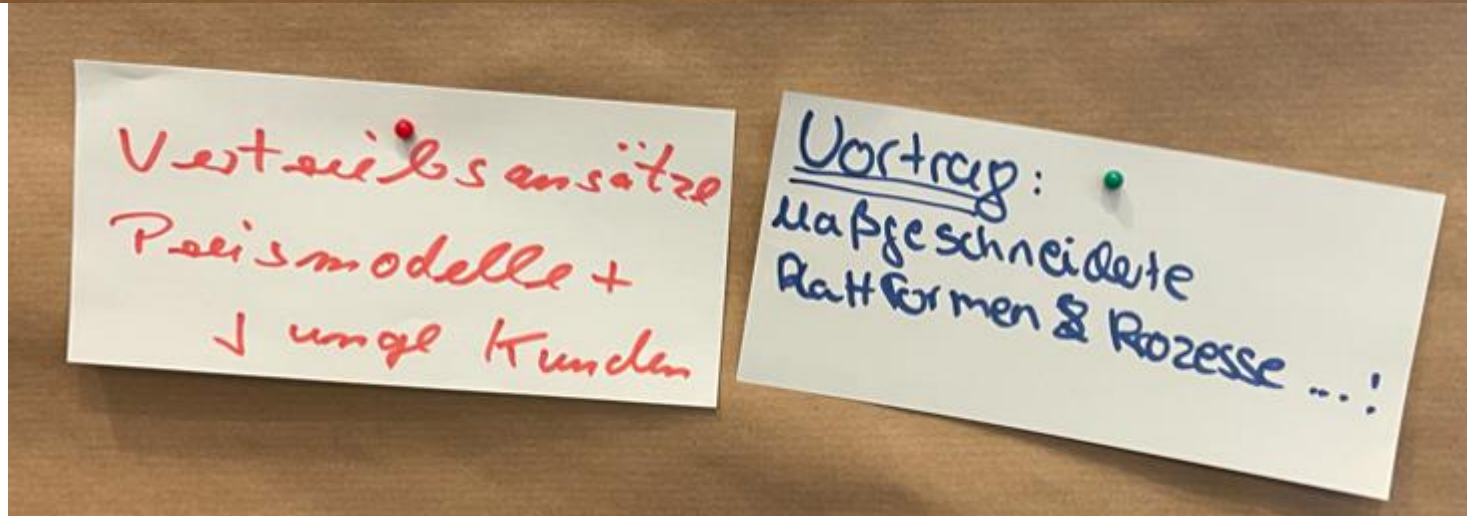 Vertriebsansätze
Preismodelle +
Junge Kunden
Vortrag:
Maßgeschneiderte
Plattformen & Prozesse ...!